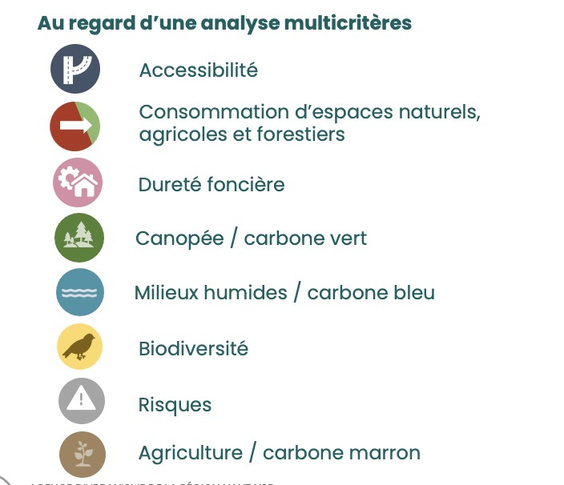 Au regard d'une analyse multicritères
Accessibilité
Consommation d'espaces naturels,
agricoles et forestiers
Dureté foncière
Canopée / carbone vert
Milieux humides / carbone bleu
Biodiversité
Risques
Agriculture / carbone marron